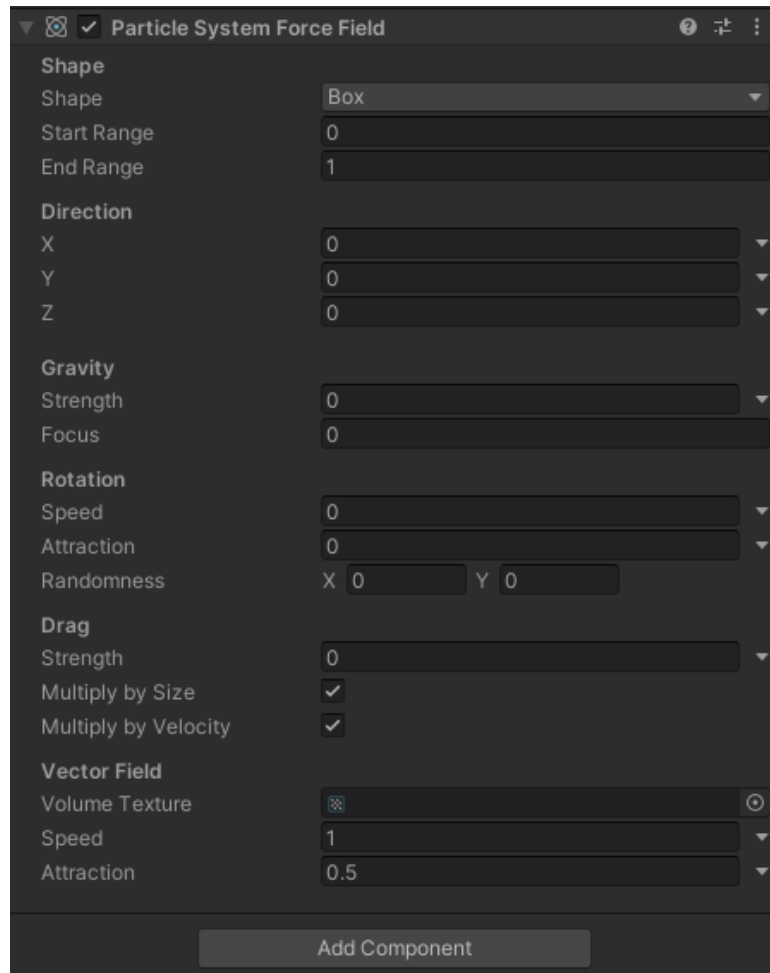 Particle System Force Field
Shape
Shape Box
Start Range 0
End Range 1
Direction
X 0
Y 0
Z 0
Gravity
Strength 0
Focus 0
Rotation
Speed 0
Attraction 0
Randomness X 0 Y 0
Drag
Strength 0
Multiply by Size
Multiply by Velocity
Vector Field
Volume Texture
Speed 1
Attraction 0.5
Add Component